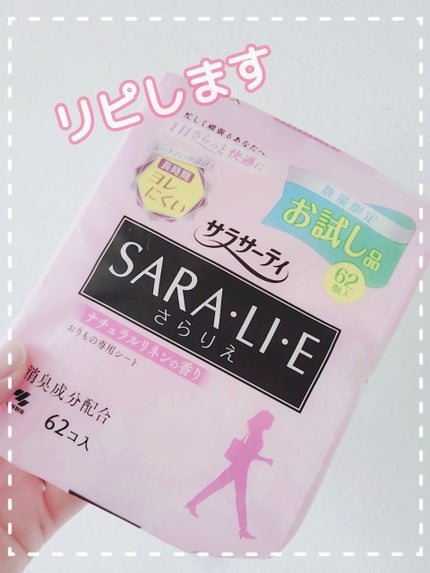 リピします
忙しく頑張るあなたへ
1日さらっと快適に
長時間
ヨレ
にくい
数量限定
お試し品
62
個入
サラサーティ
SARA・LI・E
さらりえ
ナチュラルリネンの香り
おりもの専用シート
消臭成分配合
62コ入